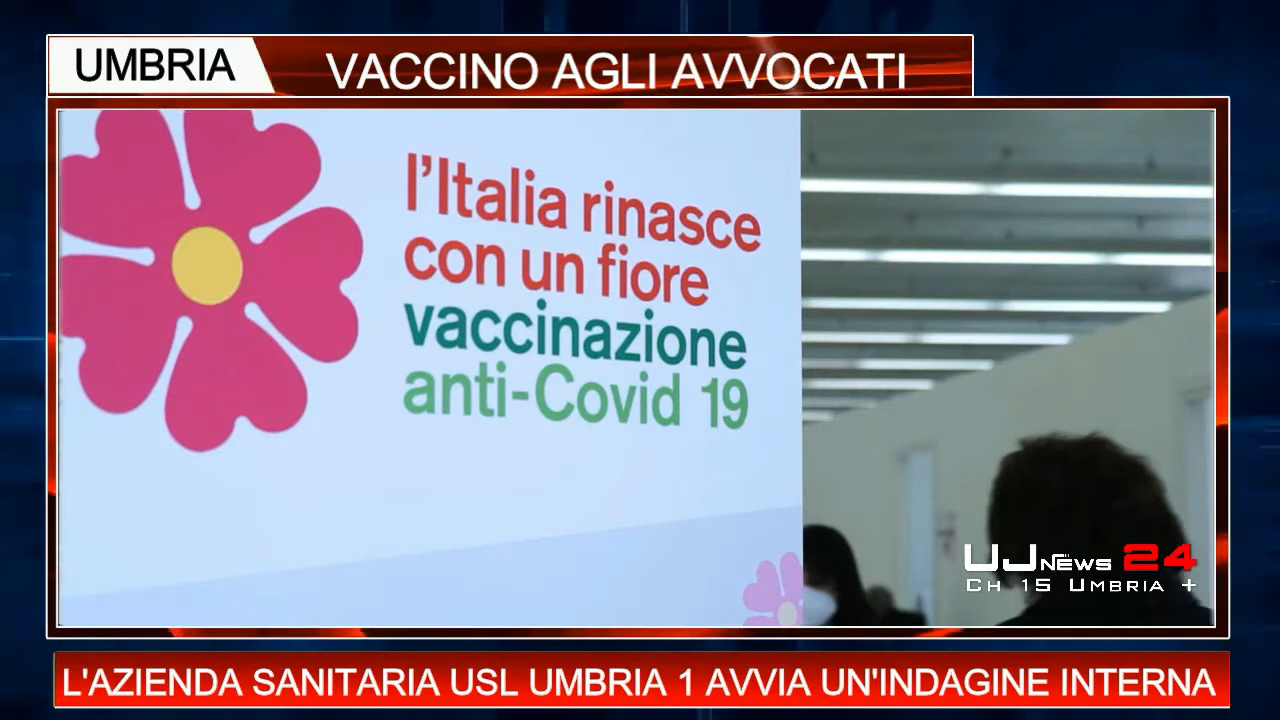 UMBRIA
VACCINO AGLI AVVOCATI
l'Italia rinasce
con un fiore
vaccinazione
anti-Covid 19
UJ NEWS 24
CH 15 UMBRIA +
L'AZIENDA SANITARIA USL UMBRIA 1 AVVIA UN'INDAGINE INTERNA